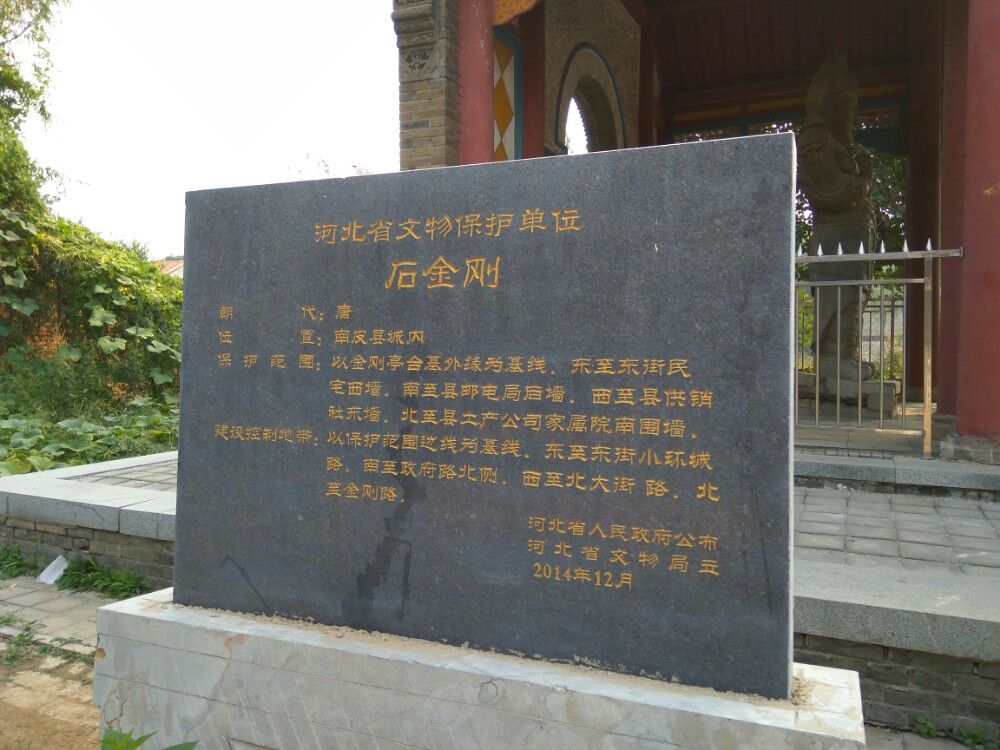 河北省文物保护单位
石金刚
朝代：唐
位置：南皮县城内
保护范围：以金刚亭台基外缘为基线．东至东街民
宅西墙．南至县邮电局后墙．西至县供销
社东墙．北至县土产公司家属院南围墙．
建设控制地带：以保护范围边线为基线．东至东街小环城
路．南至政府路北侧．西至北大街路．北
至金刚路．
河北省人民政府公布
河北省文物局立
2014年12月